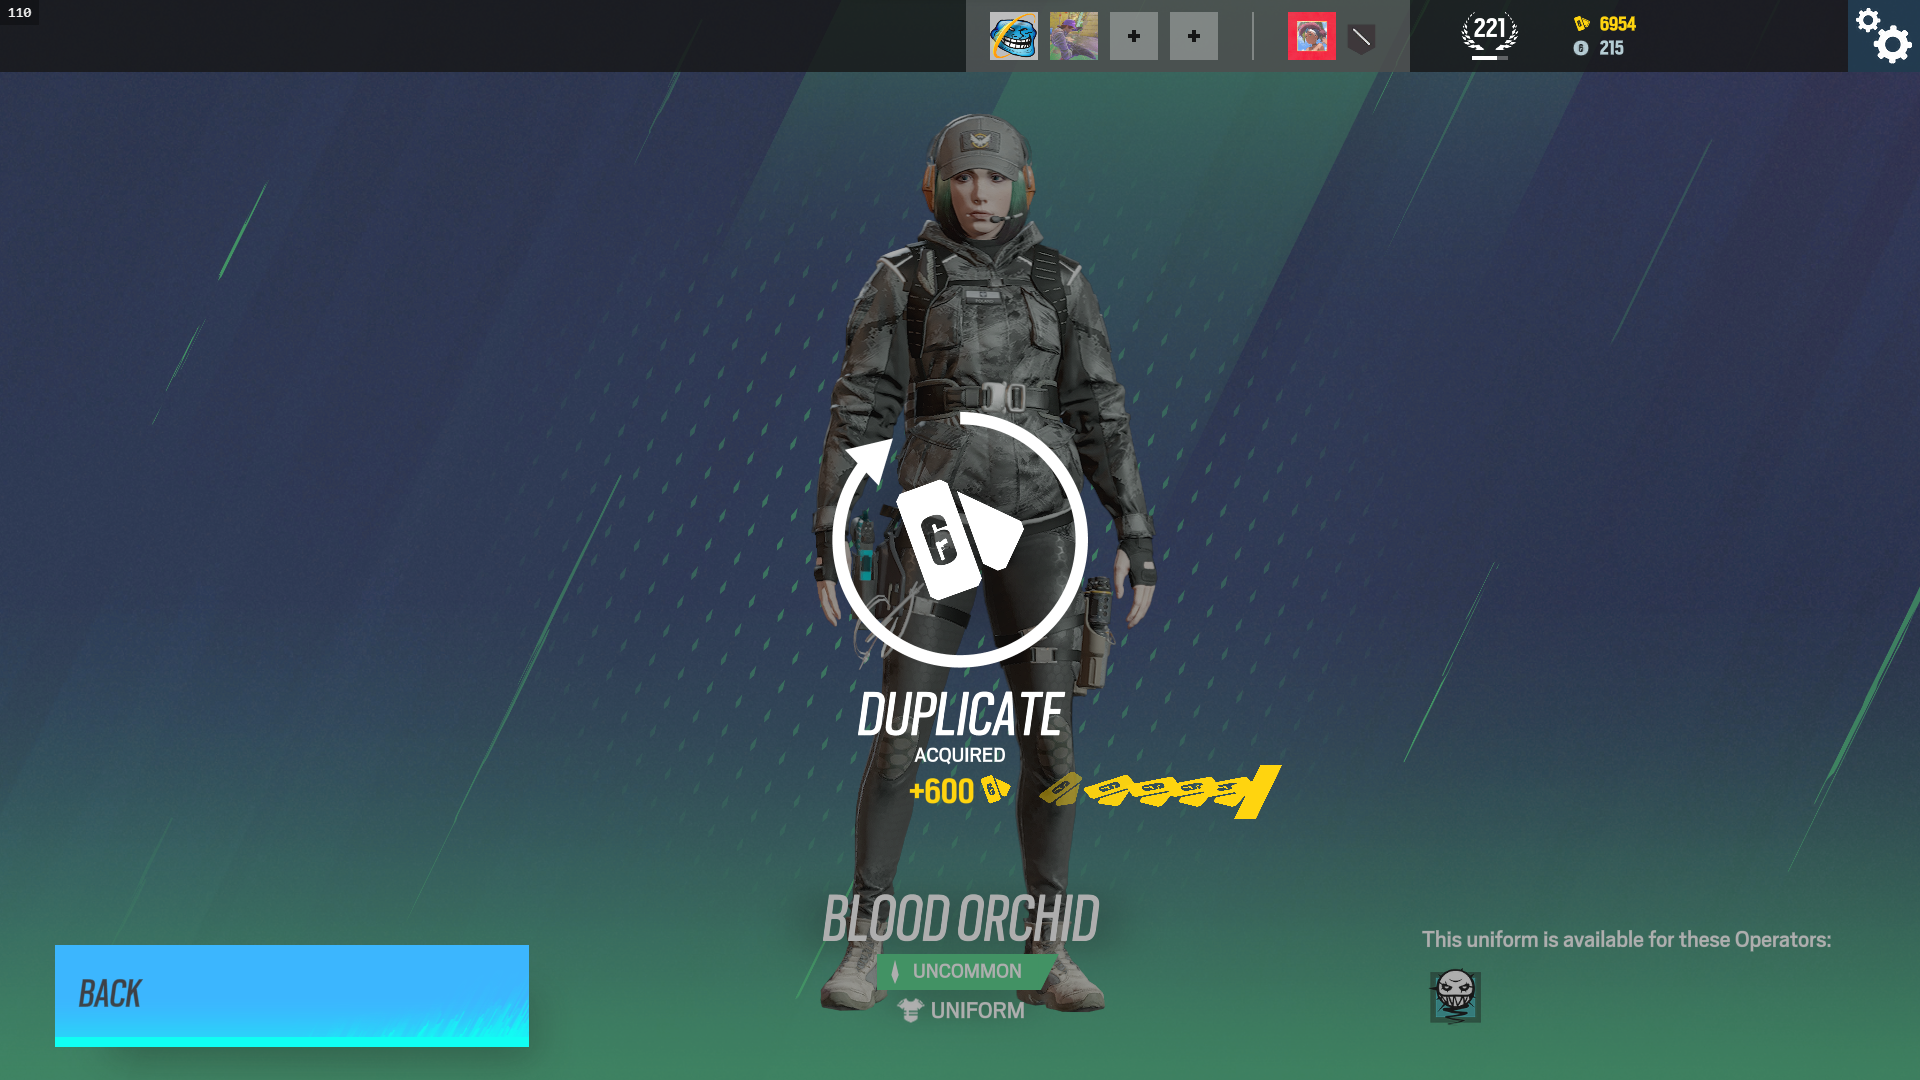 110
221
6954
215
DUPLICATE
ACQUIRED
+600
BLOOD ORCHID
UNCOMMON
UNIFORM
BACK
This uniform is available for these Operators: